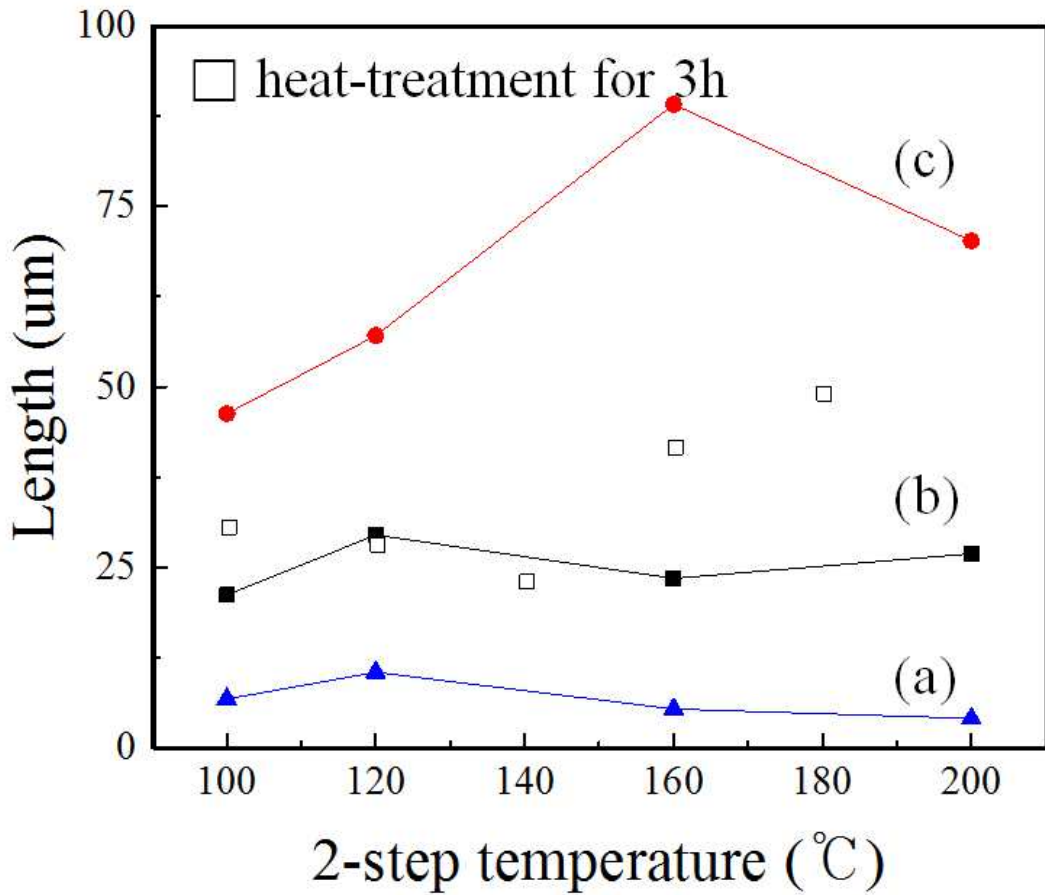 100
□ heat-treatment for 3h
(c)
75
Length (um)
50
(b)
25
(a)
0
100 120 140 160 180 200
2-step temperature (℃)